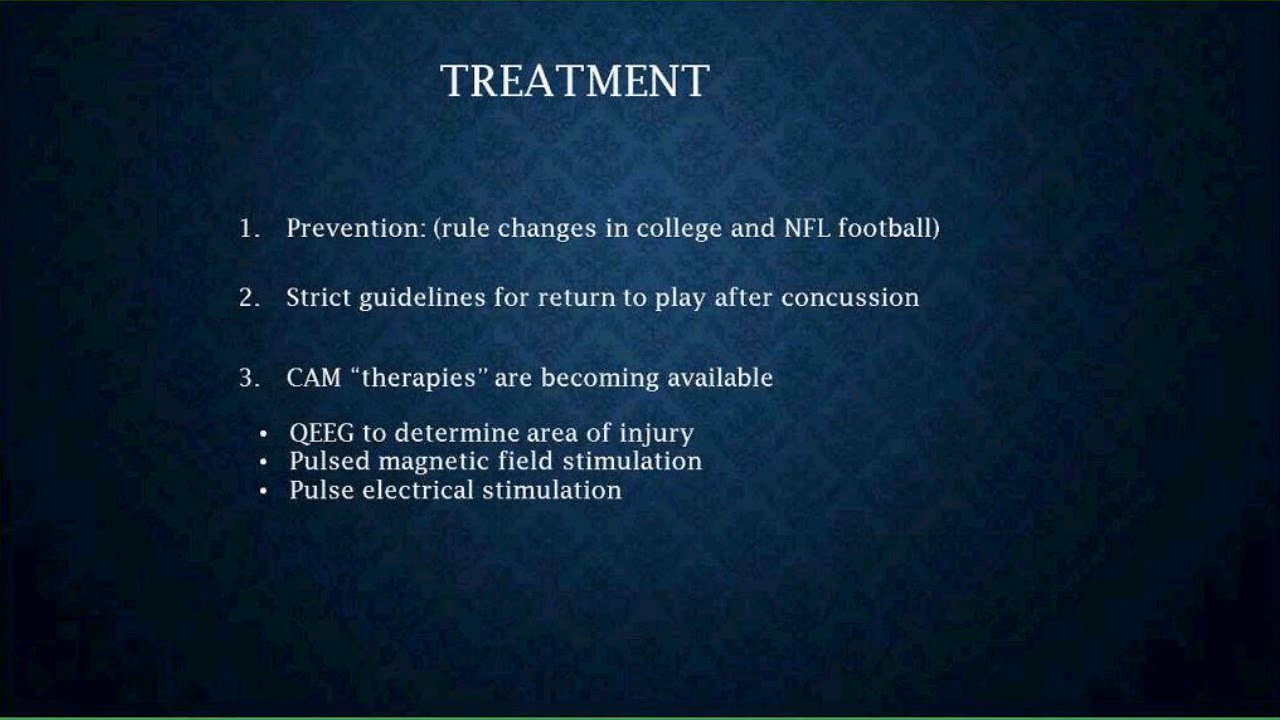 TREATMENT
1. Prevention: (rule changes in college and NFL football)
2. Strict guidelines for return to play after concussion
3. CAM “therapies” are becoming available
• QEEG to determine area of injury
• Pulsed magnetic field stimulation
• Pulse electrical stimulation